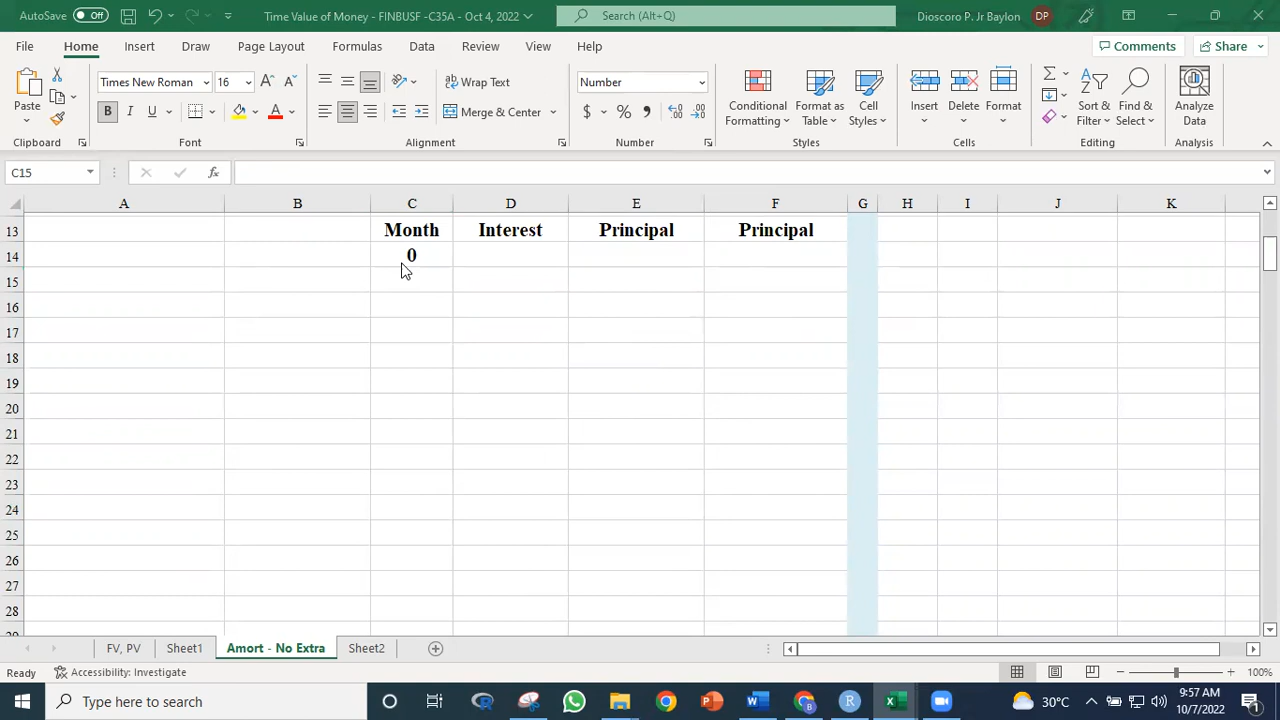 AutoSave Off Time Value of Money - FINBUSF -C35A - Oct 4, 2022 Search (Alt+Q) Dioscoro P. Jr Baylon DP
File Home Insert Draw Page Layout Formulas Data Review View Help Comments Share
Times New Roman 16 Wrap Text Number
Paste B I U A Merge & Center $ % Conditional Formatting Format as Table Cell Styles Insert Delete Format Sort & Filter Find & Select Analyze Data
Clipboard Font Alignment Number Styles Cells Editing Analysis
C15 fx
A B C D E F G H I J K
13 Month Interest Principal Principal
14 0
15
16
17
18
19
20
21
22
23
24
25
26
27
28
FV, PV Sheet1 Amort - No Extra Sheet2
Ready Accessibility: Investigate 100%
Type here to search 30°C 9:57 AM
10/7/2022